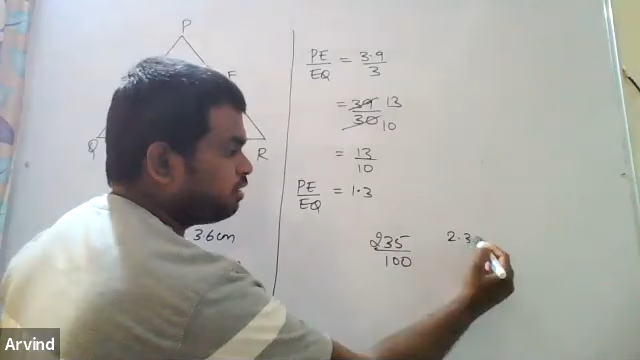 P
F
Q
R
3.6cm
PE/EQ = 3.9/3
= 39/30 13/10
= 13/10
PE/EQ = 1.3
235/100 2.3
Arvind